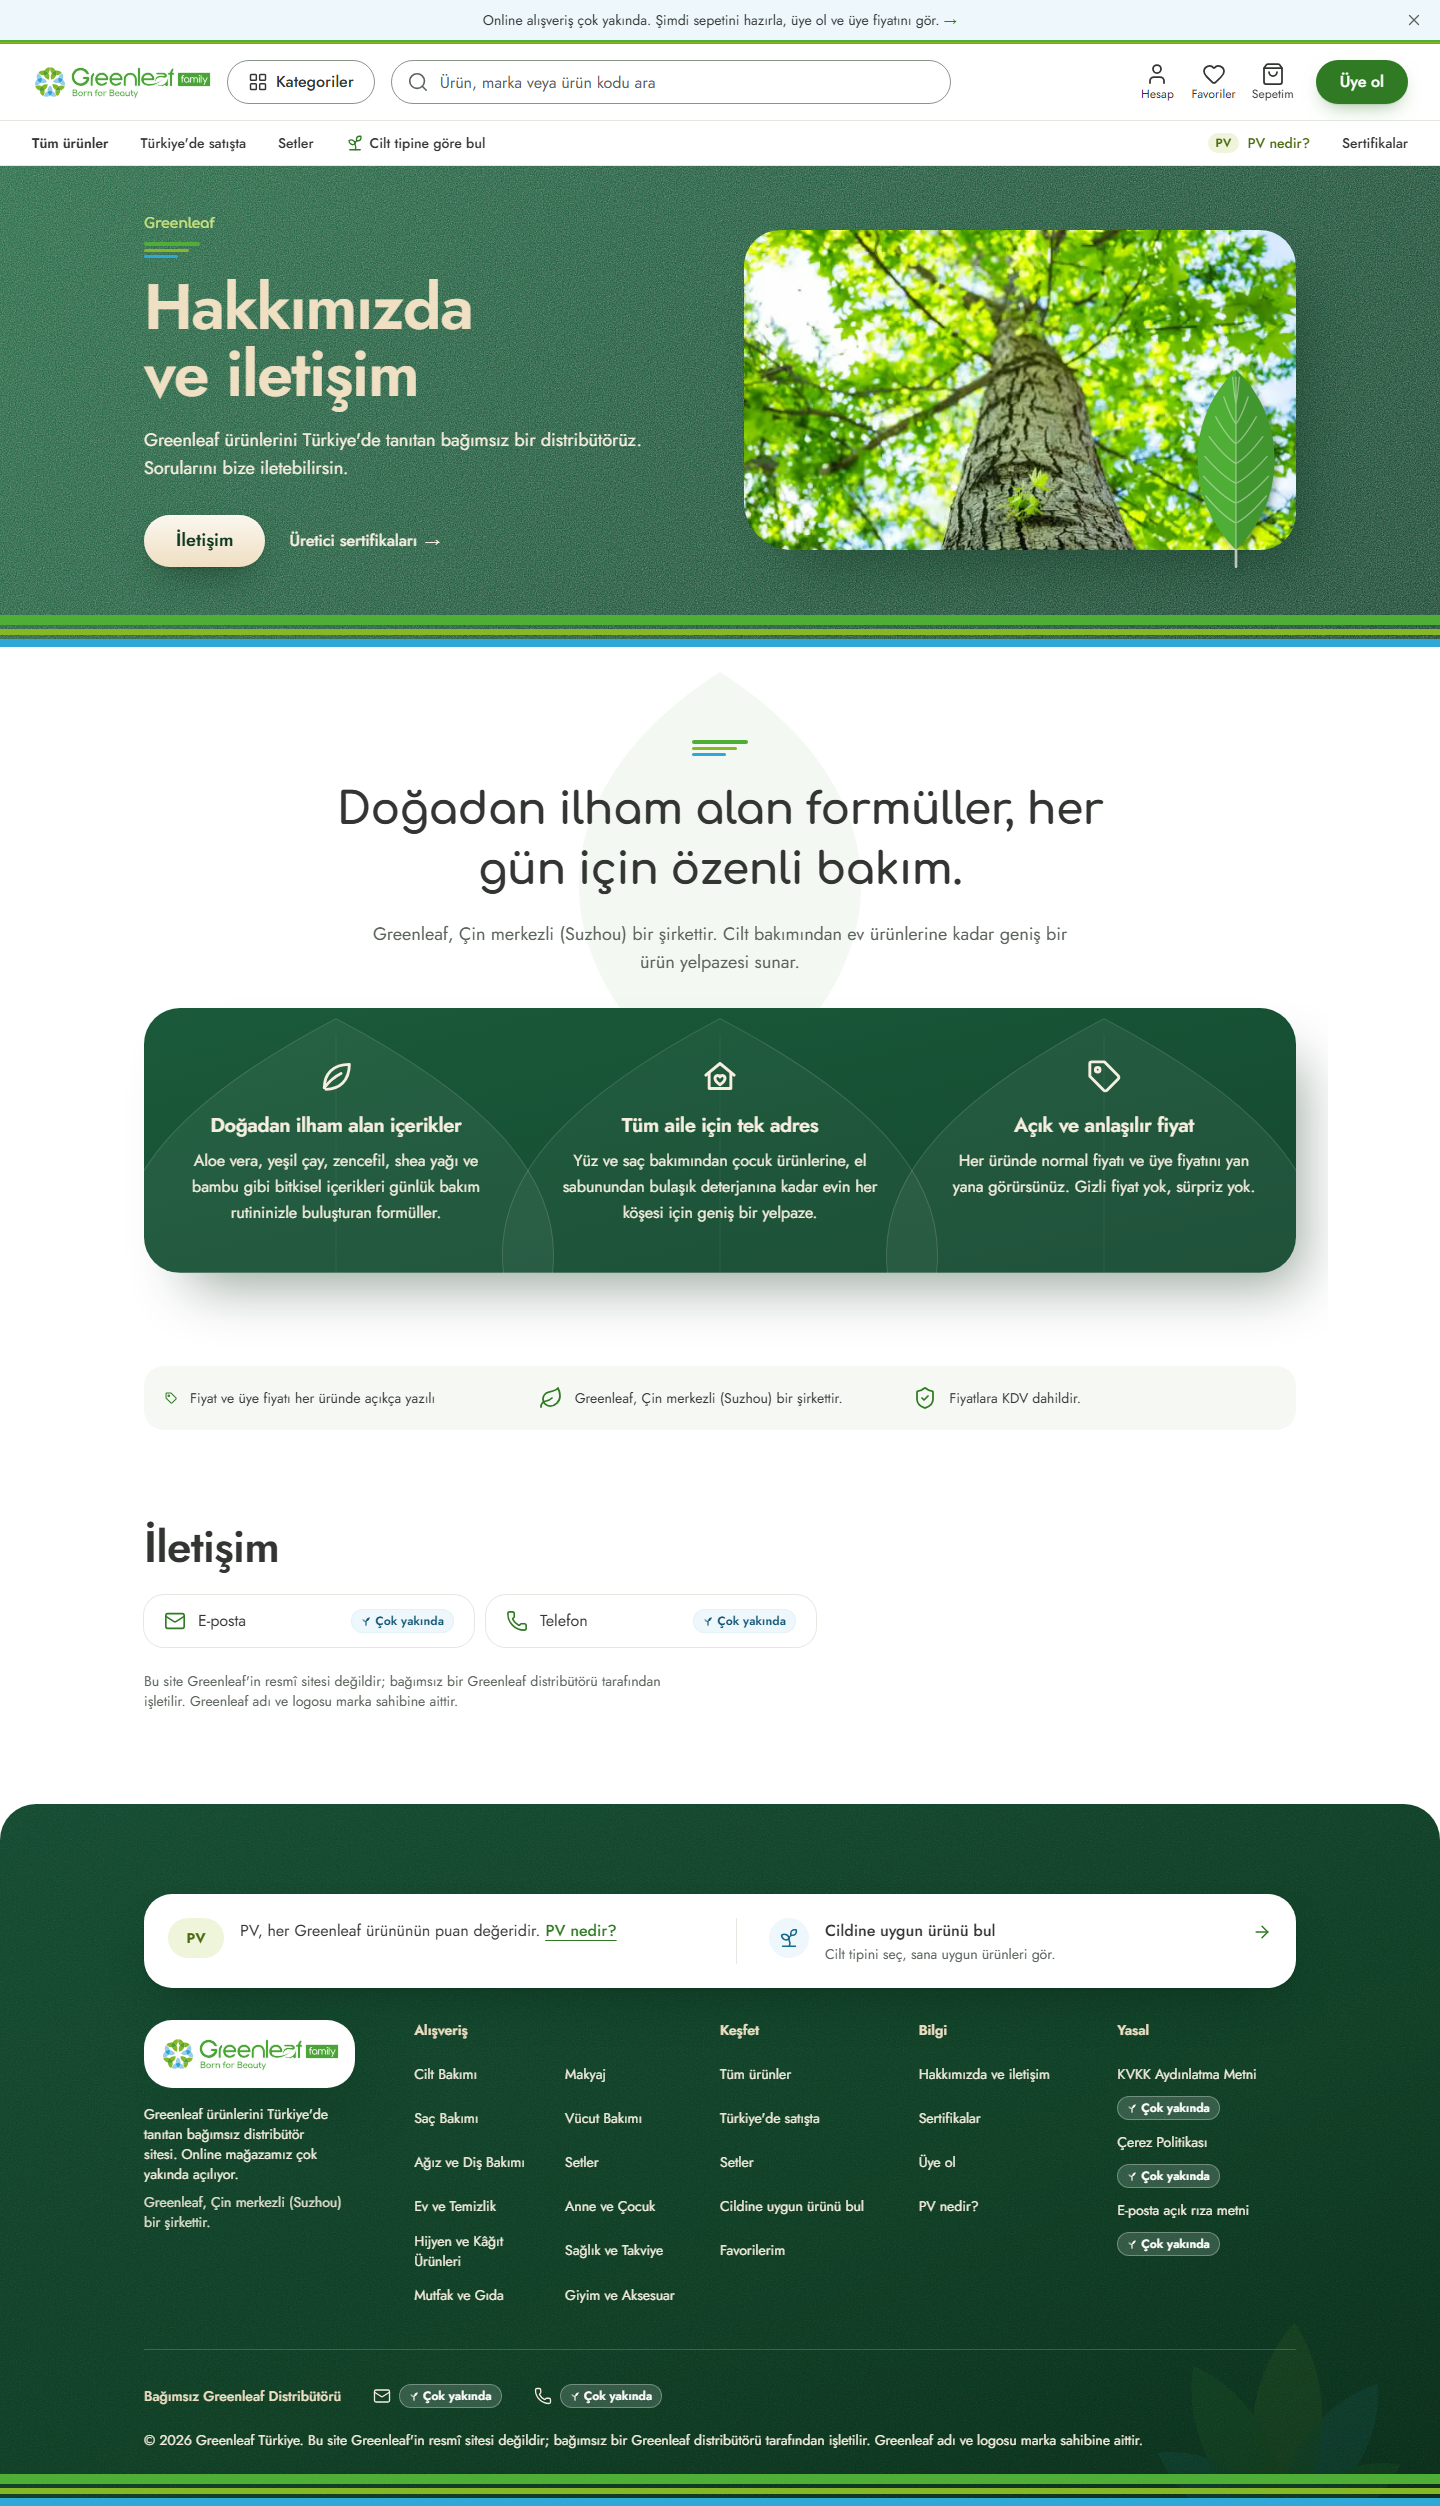 Online alışveriş çok yakında. Şimdi sepetini hazırla, üye ol ve üye fiyatını gör. →
Greenleaf family
Born for Beauty
Kategoriler
Ürün, marka veya ürün kodu ara
Hesap
Favoriler
Sepetim
Üye ol
Tüm ürünler
Türkiye'de satışta
Setler
Cilt tipine göre bul
PV
PV nedir?
Sertifikalar
Greenleaf
Hakkımızda
ve iletişim
Greenleaf ürünlerini Türkiye'de tanıtan bağımsız bir distribütörüz.
Sorularını bize iletebilirsin.
İletişim
Üretici sertifikaları →
Doğadan ilham alan formüller, her
gün için özenli bakım.
Greenleaf, Çin merkezli (Suzhou) bir şirkettir. Cilt bakımından ev ürünlerine kadar geniş bir
ürün yelpazesi sunar.
Doğadan ilham alan içerikler
Aloe vera, yeşil çay, zencefil, shea yağı ve
bambu gibi bitkisel içerikleri günlük bakım
rutininizle buluşturan formüller.
Tüm aile için tek adres
Yüz ve saç bakımından çocuk ürünlerine, el
sabunundan bulaşık deterjanına kadar evin her
köşesi için geniş bir yelpaze.
Açık ve anlaşılır fiyat
Her üründe normal fiyatı ve üye fiyatını yan
yana görürsünüz. Gizli fiyat yok, sürpriz yok.
Fiyat ve üye fiyatı her üründe açıkça yazılı
Greenleaf, Çin merkezli (Suzhou) bir şirkettir.
Fiyatlara KDV dahildir.
İletişim
E-posta
Çok yakında
Telefon
Çok yakında
Bu site Greenleaf'in resmî sitesi değildir; bağımsız bir Greenleaf distribütörü tarafından
işletilir. Greenleaf adı ve logosu marka sahibine aittir.
PV
PV, her Greenleaf ürününün puan değeridir. PV nedir?
Cildine uygun ürünü bul
Cilt tipini seç, sana uygun ürünleri gör.
Greenleaf family
Born for Beauty
Greenleaf ürünlerini Türkiye'de
tanıtan bağımsız distribütör
sitesi. Online mağazamız çok
yakında açılıyor.
Greenleaf, Çin merkezli (Suzhou)
bir şirkettir.
Alışveriş
Cilt Bakımı
Makyaj
Saç Bakımı
Vücut Bakımı
Ağız ve Diş Bakımı
Setler
Ev ve Temizlik
Anne ve Çocuk
Hijyen ve Kâğıt
Ürünleri
Sağlık ve Takviye
Mutfak ve Gıda
Giyim ve Aksesuar
Keşfet
Tüm ürünler
Türkiye'de satışta
Setler
Cildine uygun ürünü bul
Favorilerim
Bilgi
Hakkımızda ve iletişim
Sertifikalar
Üye ol
PV nedir?
Yasal
KVKK Aydınlatma Metni
Çok yakında
Çerez Politikası
Çok yakında
E-posta açık rıza metni
Çok yakında
Bağımsız Greenleaf Distribütörü
Çok yakında
Çok yakında
© 2026 Greenleaf Türkiye. Bu site Greenleaf'in resmî sitesi değildir; bağımsız bir Greenleaf distribütörü tarafından işletilir. Greenleaf adı ve logosu marka sahibine aittir.